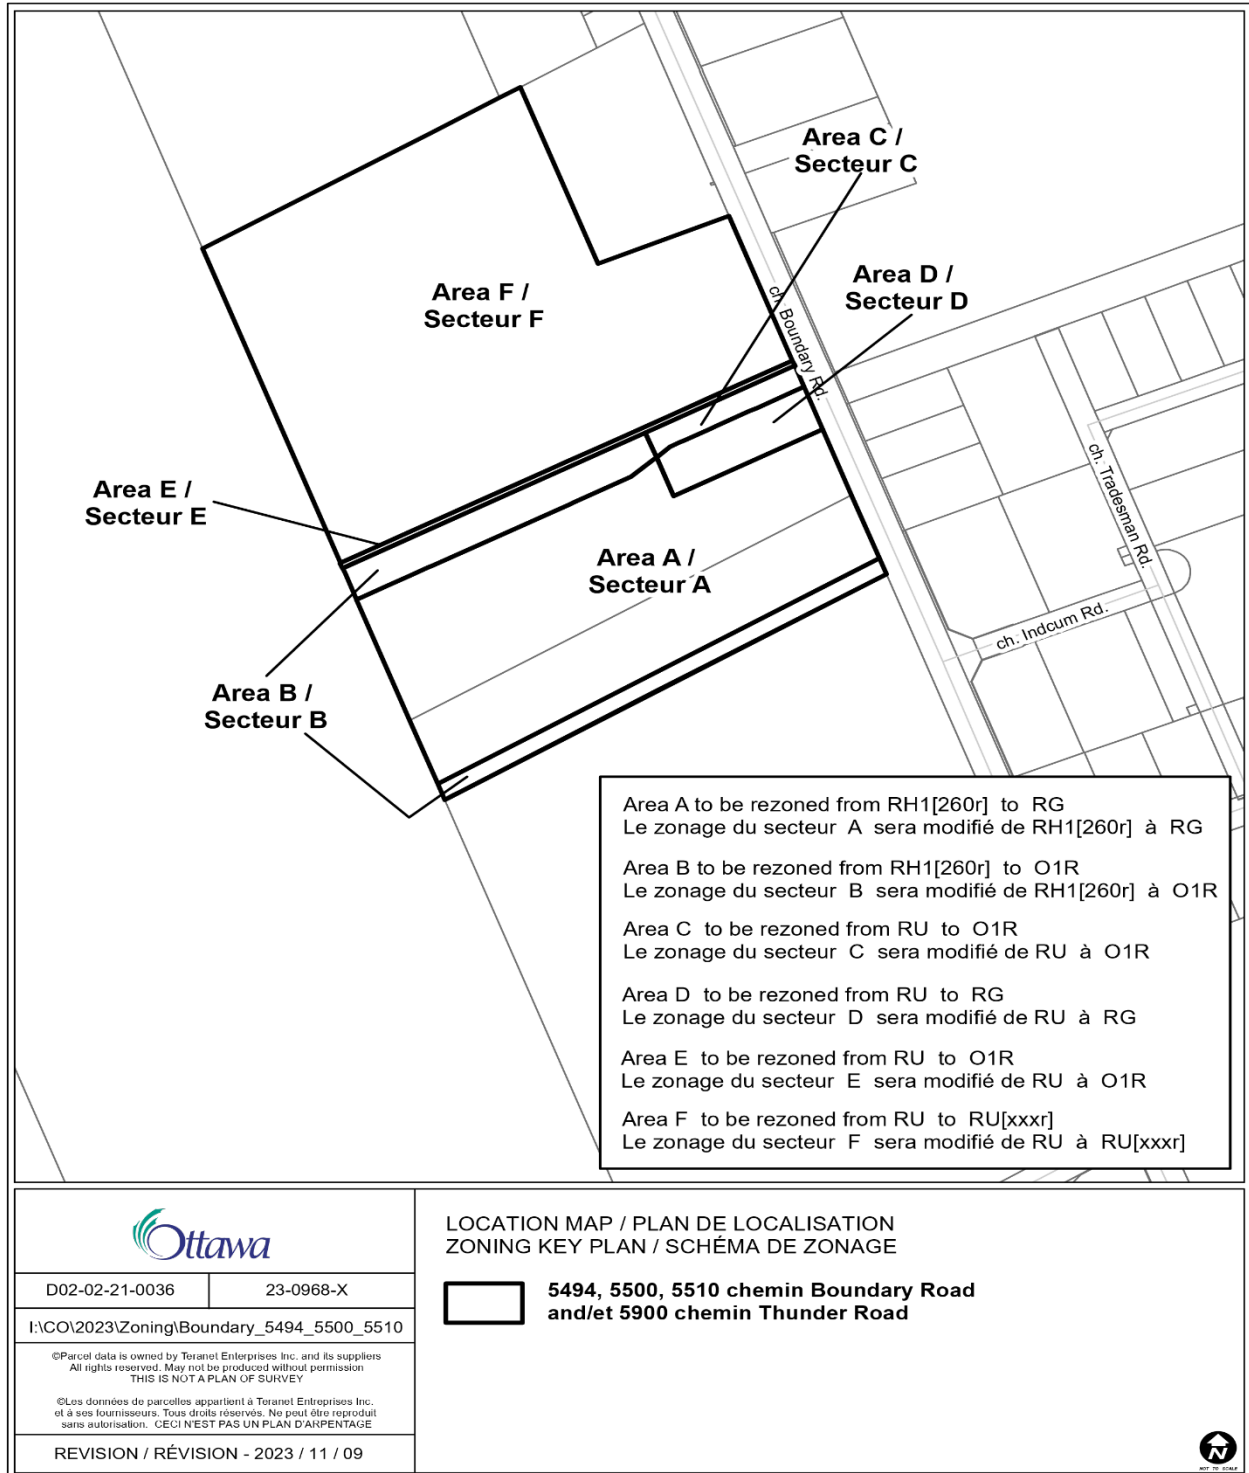 Area C /
Secteur C
Area D /
Secteur D
Area F /
Secteur F
ch. Boundary Rd.
ch. Tradesman Rd.
Area E /
Secteur E
Area A /
Secteur A
ch. Indcum Rd.
Area B /
Secteur B
Area A to be rezoned from RH1[260r] to RG
Le zonage du secteur A sera modifié de RH1[260r] à RG
Area B to be rezoned from RH1[260r] to O1R
Le zonage du secteur B sera modifié de RH1[260r] à O1R
Area C to be rezoned from RU to O1R
Le zonage du secteur C sera modifié de RU à O1R
Area D to be rezoned from RU to RG
Le zonage du secteur D sera modifié de RU à RG
Area E to be rezoned from RU to O1R
Le zonage du secteur E sera modifié de RU à O1R
Area F to be rezoned from RU to RU[xxxr]
Le zonage du secteur F sera modifié de RU à RU[xxxr]
Ottawa
D02-02-21-0036 23-0968-X
I:\CO\2023\Zoning\Boundary_5494_5500_5510
©Parcel data is owned by Teranet Enterprises Inc. and its suppliers
All rights reserved. May not be produced without permission
THIS IS NOT A PLAN OF SURVEY
©Les données de parcelles appartient à Teranet Entreprises Inc.
et à ses fournisseurs. Tous droits réservés. Ne peut être reproduit
sans autorisation. CECI N'EST PAS UN PLAN D'ARPENTAGE
REVISION / RÉVISION - 2023 / 11 / 09
LOCATION MAP / PLAN DE LOCALISATION
ZONING KEY PLAN / SCHÉMA DE ZONAGE
5494, 5500, 5510 chemin Boundary Road
and/et 5900 chemin Thunder Road
N
NOT TO SCALE